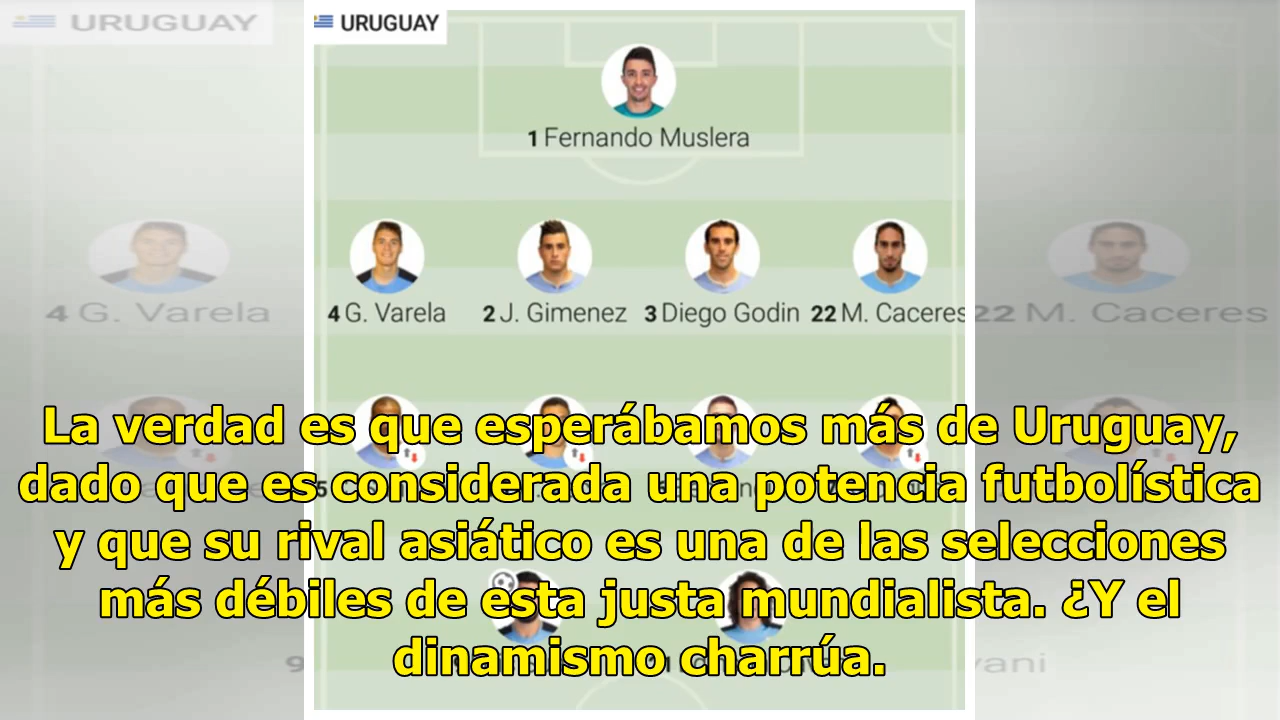 URUGUAY
URUGUAY
1 Fernando Muslera
4 G. Varela
4 G. Varela
2 J. Gimenez
3 Diego Godin
22 M. Caceres
22 M. Caceres
La verdad es que esperábamos más de Uruguay,
dado que es considerada una potencia futbolística
y que su rival asiático es una de las selecciones
más débiles de esta justa mundialista. ¿Y el
dinamismo charrúa.
9
vani